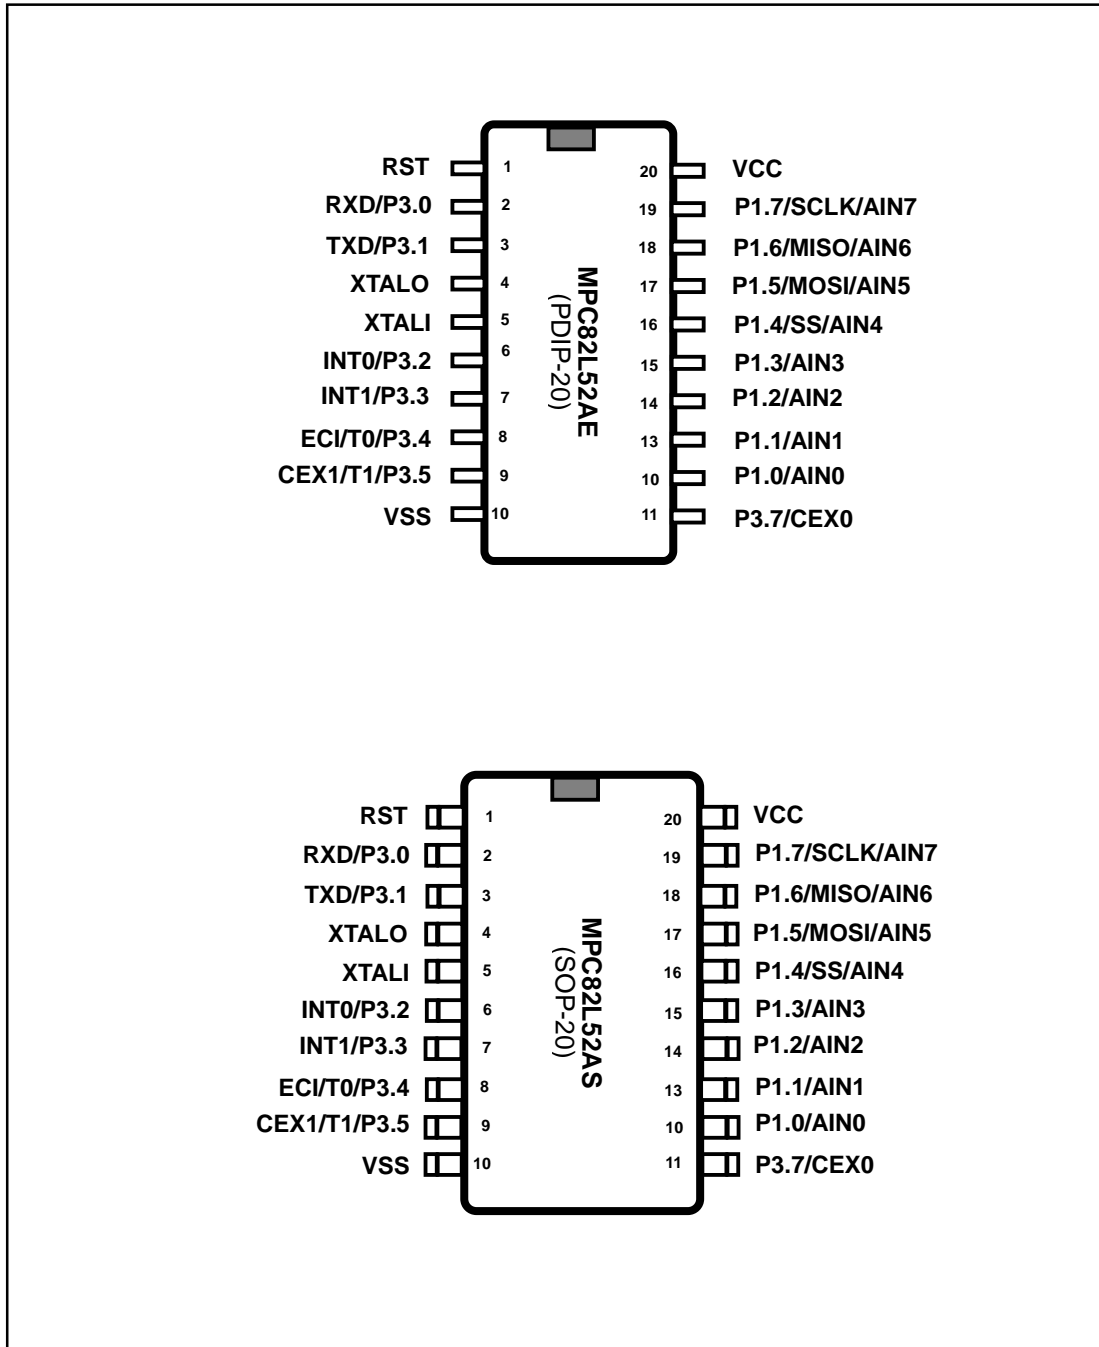 RST 1 20 VCC
RXD/P3.0 2 19 P1.7/SCLK/AIN7
TXD/P3.1 3 18 P1.6/MISO/AIN6
XTALO 4 17 P1.5/MOSI/AIN5
XTALI 5 16 P1.4/SS/AIN4
INT0/P3.2 6 15 P1.3/AIN3
INT1/P3.3 7 14 P1.2/AIN2
ECI/T0/P3.4 8 13 P1.1/AIN1
CEX1/T1/P3.5 9 10 P1.0/AIN0
VSS 10 11 P3.7/CEX0
MPC82L52AE
(PDIP-20)
RST 1 20 VCC
RXD/P3.0 2 19 P1.7/SCLK/AIN7
TXD/P3.1 3 18 P1.6/MISO/AIN6
XTALO 4 17 P1.5/MOSI/AIN5
XTALI 5 16 P1.4/SS/AIN4
INT0/P3.2 6 15 P1.3/AIN3
INT1/P3.3 7 14 P1.2/AIN2
ECI/T0/P3.4 8 13 P1.1/AIN1
CEX1/T1/P3.5 9 10 P1.0/AIN0
VSS 10 11 P3.7/CEX0
MPC82L52AS
(SOP-20)